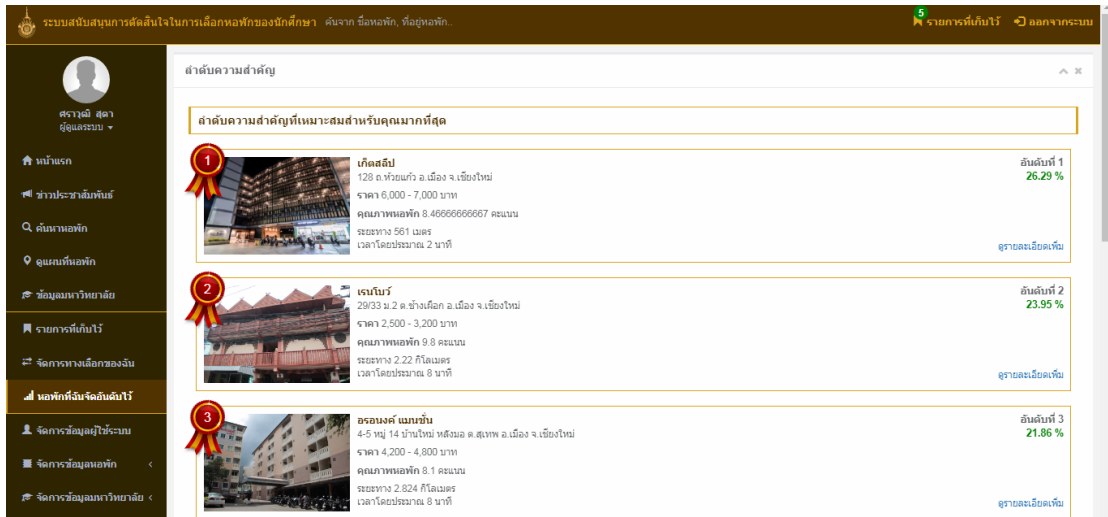 ระบบสนับสนุนการตัดสินใจในการเลือกหอพักของนักศึกษา ค้นจาก ชื่อหอพัก, ที่อยู่หอพัก.. 5 รายการที่เก็บไว้ ออกจากระบบ
ศราวุฒิ สุดา
ผู้ดูแลระบบ
หน้าแรก
ข่าวประชาสัมพันธ์
ค้นหาหอพัก
ดูแผนที่หอพัก
ข้อมูลมหาวิทยาลัย
รายการที่เก็บไว้
จัดการทางเลือกของฉัน
หอพักที่ฉันจัดอันดับไว้
จัดการข้อมูลผู้ใช้ระบบ
จัดการข้อมูลหอพัก
จัดการข้อมูลมหาวิทยาลัย
ลำดับความสำคัญ
ลำดับความสำคัญที่เหมาะสมสำหรับคุณมากที่สุด
1
เก็ตสลีป
128 ถ.ห้วยแก้ว อ.เมือง จ.เชียงใหม่
ราคา 6,000 - 7,000 บาท
คุณภาพหอพัก 8.46666666667 คะแนน
ระยะทาง 561 เมตร
เวลาโดยประมาณ 2 นาที
อันดับที่ 1
26.29 %
ดูรายละเอียดเพิ่ม
2
เรนโบว์
29/33 ม.2 ต.ช้างเผือก อ.เมือง จ.เชียงใหม่
ราคา 2,500 - 3,200 บาท
คุณภาพหอพัก 9.8 คะแนน
ระยะทาง 2.22 กิโลเมตร
เวลาโดยประมาณ 8 นาที
อันดับที่ 2
23.95 %
ดูรายละเอียดเพิ่ม
3
อรอนงค์ แมนชั่น
4-5 หมู่ 14 บ้านใหม่ หลังมอ ต.สุเทพ อ.เมือง จ.เชียงใหม่
ราคา 4,200 - 4,800 บาท
คุณภาพหอพัก 8.1 คะแนน
ระยะทาง 2.824 กิโลเมตร
เวลาโดยประมาณ 8 นาที
อันดับที่ 3
21.86 %
ดูรายละเอียดเพิ่ม